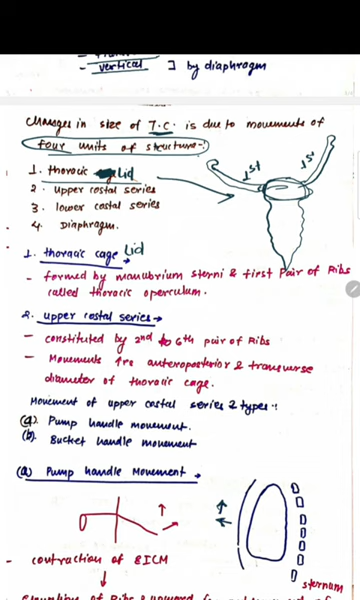 - vertical ] by diaphragm
Changes in size of T.C. is due to movements of
four units of structure:-
1. thoracic Lid
2. upper costal series
3. lower costal series
4. Diaphragm.
1st
1st
1. thoracic cage Lid
- formed by manubrium sterni & first Pair of Ribs
called thoracic operculum.
2. upper costal series →
- constituted by 2nd to 6th pair of Ribs
- Movements ↑re anteroposterior & transverse
diameter of thoracic cage.
Movement of upper costal series 2 types:
(a). Pump handle movement.
(b). Bucket handle movement
(a) Pump handle Movement →
- contraction of EICM
sternum